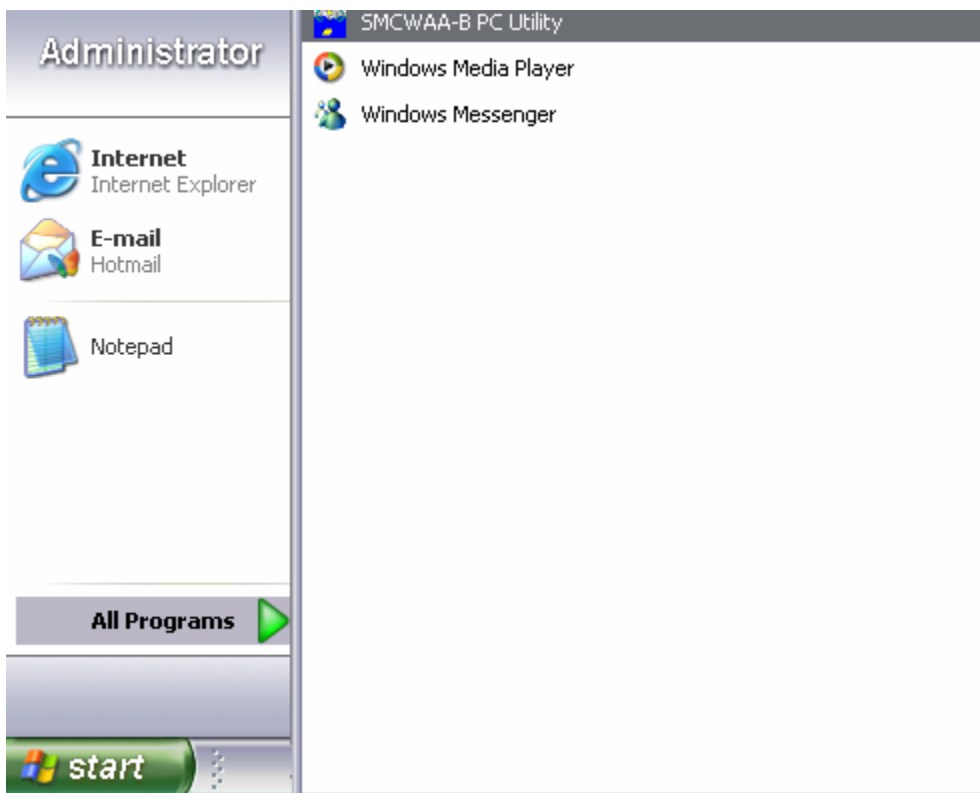 Administrator
Internet
Internet Explorer
E-mail
Hotmail
Notepad
All Programs
start
SMCWAA-B PC Utility
Windows Media Player
Windows Messenger